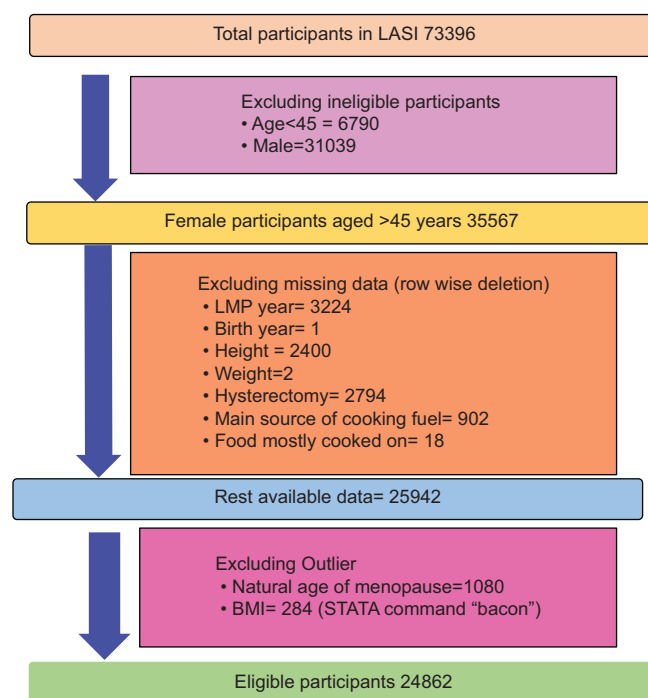 Total participants in LASI 73396
Excluding ineligible participants
• Age<45 = 6790
• Male=31039
Female participants aged >45 years 35567
Excluding missing data (row wise deletion)
• LMP year= 3224
• Birth year= 1
• Height = 2400
• Weight=2
• Hysterectomy= 2794
• Main source of cooking fuel= 902
• Food mostly cooked on= 18
Rest available data= 25942
Excluding Outlier
• Natural age of menopause=1080
• BMI= 284 (STATA command “bacon”)
Eligible participants 24862